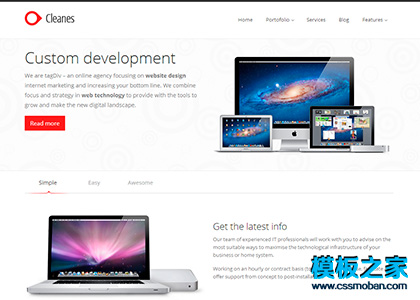 Cleanes
Home Portofolio Services Blog Features
Custom development
We are tagDiv – an online agency focusing on website design
internet marketing and increasing your bottom line. We combine
focus and strategy in web technology to provide with the tools to
grow and make the new digital landscape.
Read more
Simple Easy Awesome
Get the latest info
Our team of experienced IT professionals will work with you to advise on the
most suitable ways to maximise the technological infrastructure of your
business or home system.
Working on an hourly or contract basis
offer support from concept to post-instal
模板之家
www.cssmoban.com